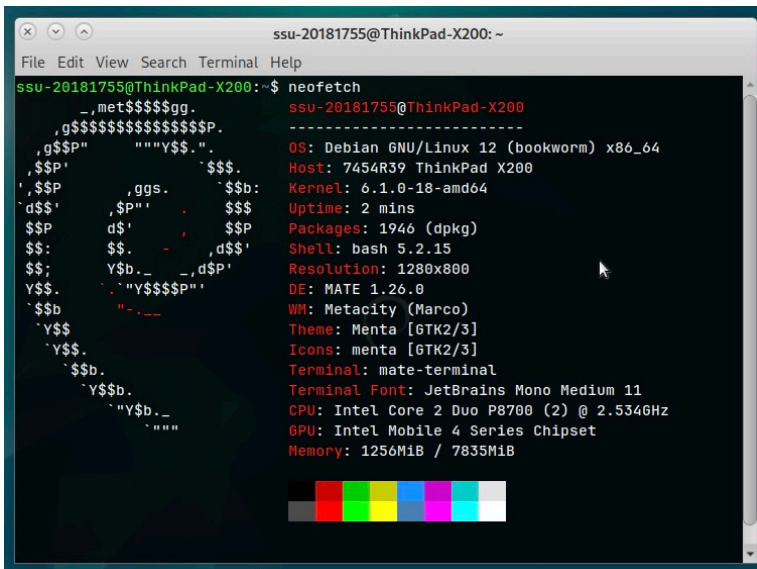 ssu-20181755@ThinkPad-X200: ~
File Edit View Search Terminal Help
ssu-20181755@ThinkPad-X200:~$ neofetch
ssu-20181755@ThinkPad-X200
--------------------------
OS: Debian GNU/Linux 12 (bookworm) x86_64
Host: 7454R39 ThinkPad X200
Kernel: 6.1.0-18-amd64
Uptime: 2 mins
Packages: 1946 (dpkg)
Shell: bash 5.2.15
Resolution: 1280x800
DE: MATE 1.26.0
WM: Metacity (Marco)
Theme: Menta [GTK2/3]
Icons: menta [GTK2/3]
Terminal: mate-terminal
Terminal Font: JetBrains Mono Medium 11
CPU: Intel Core 2 Duo P8700 (2) @ 2.534GHz
GPU: Intel Mobile 4 Series Chipset
Memory: 1256MiB / 7835MiB